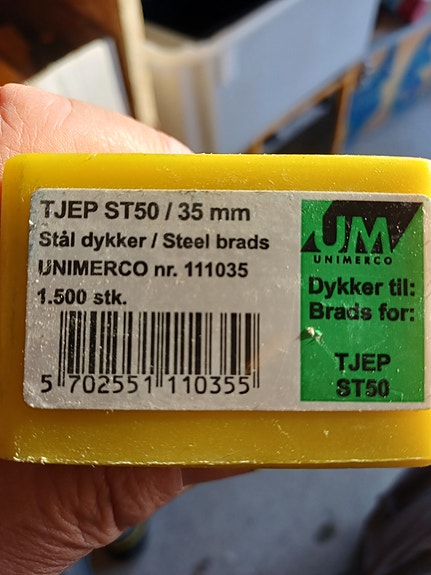 TJEP ST50 / 35 mm
Stål dykker / Steel brads
UNIMERCO nr. 111035
1.500 stk.
5 702551 110355
UM
UNIMERCO
Dykker til:
Brads for:
TJEP
ST50